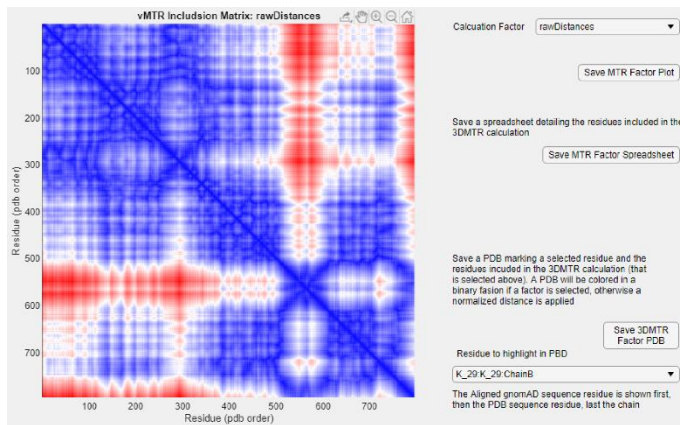 vMTR Includsion Matrix: rawDistances
100
200
300
400
500
600
700
Residue (pdb order)
100 200 300 400 500 600 700
Residue (pdb order)
Calcuation Factor rawDistances
Save MTR Factor Plot
Save a spreadsheet detailing the residues included in the
3DMTR calculation
Save MTR Factor Spreadsheet
Save a PDB marking a selected residue and the
residues incuded in the 3DMTR calculation (that
is selected above). A PDB will be colored in a
binary fasion if a factor is selected, otherwise a
normalized distance is applied
Save 3DMTR
Factor PDB
Residue to highlight in PBD
K_29:K_29:ChainB
The Aligned gnomAD sequence residue is shown first,
then the PDB sequence residue, last the chain